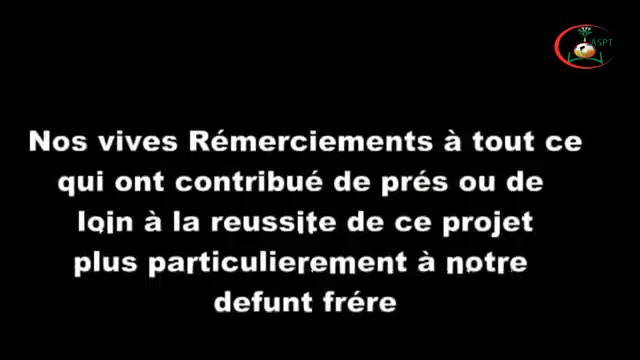 ASPT
Nos vives Rémerciements à tout ce
qui ont contribué de prés ou de
loin à la reussite de ce projet
plus particulierement à notre
defunt frére